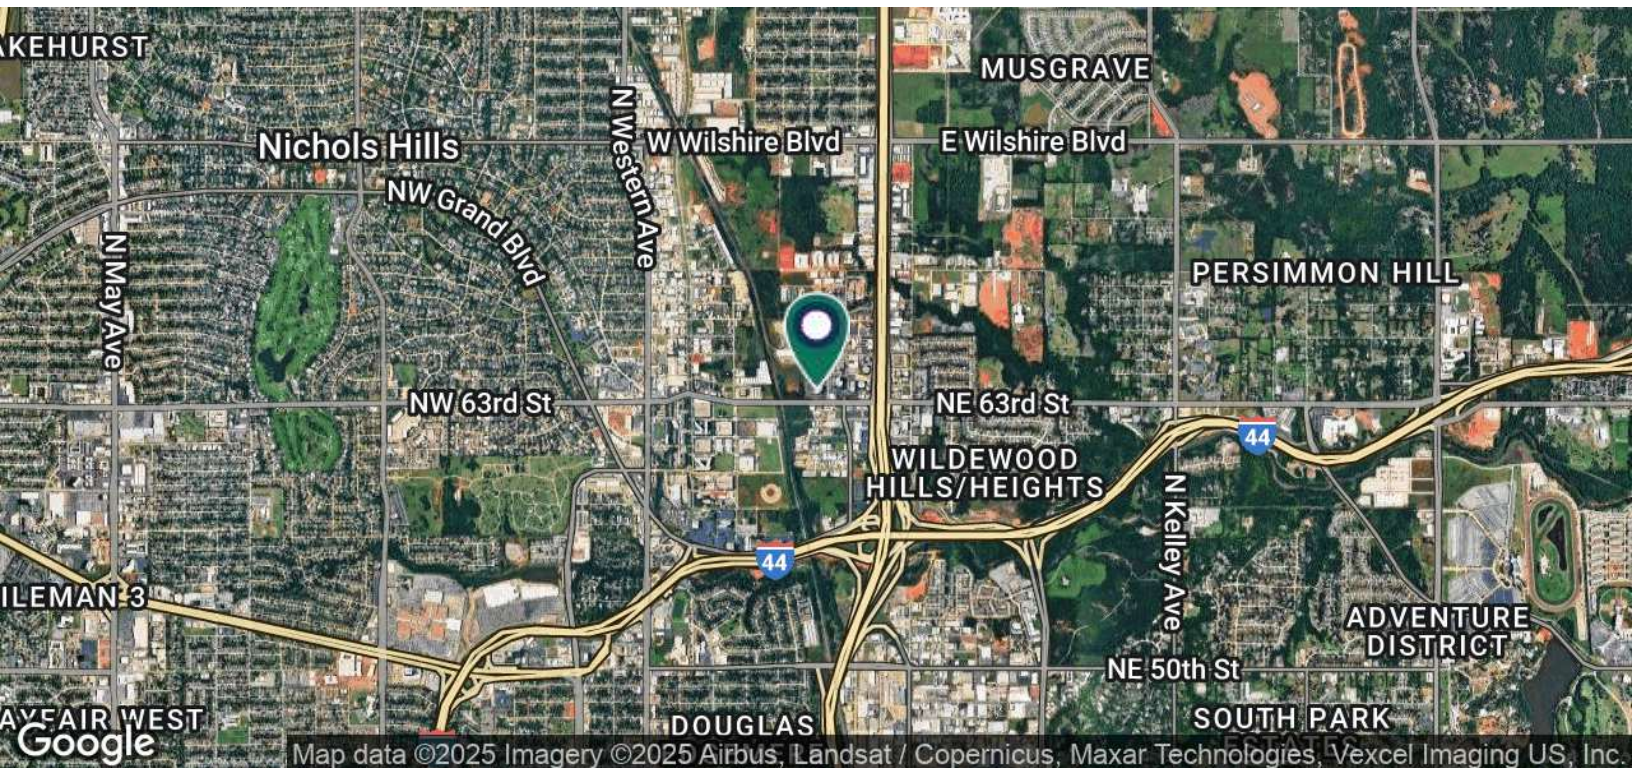 AKEHURST
MUSGRAVE
N Western Ave
W Wilshire Blvd
E Wilshire Blvd
Nichols Hills
NW Grand Blvd
N May Ave
PERSIMMON HILL
NW 63rd St
NE 63rd St
44
WILDEWOOD
HILLS/HEIGHTS
N Kelley Ave
44
ILEMAN 3
ADVENTURE
DISTRICT
NE 50th St
AYFAIR WEST
DOUGLAS
SOUTH PARK
Google
Map data ©2025 Imagery ©2025 Airbus, Landsat / Copernicus, Maxar Technologies, Vexcel Imaging US, Inc.